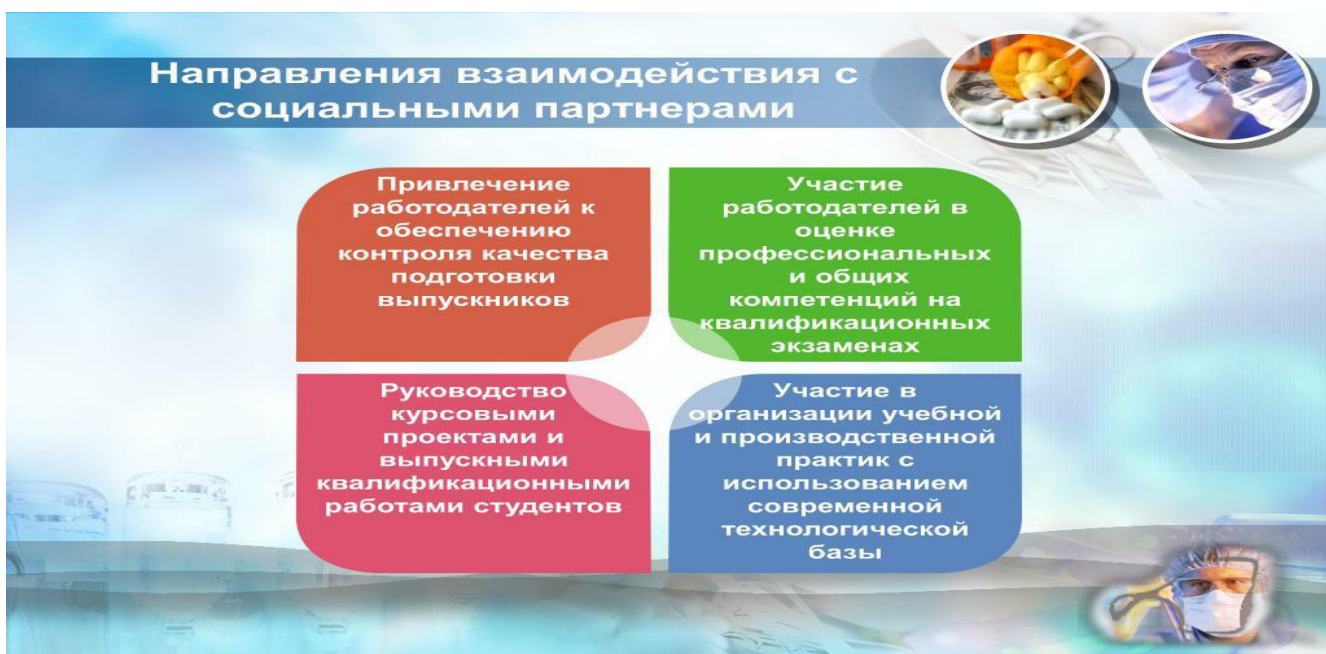 Направления взаимодействия с
социальными партнерами
Привлечение
работодателей к
обеспечению
контроля качества
подготовки
выпускников
Участие
работодателей в
оценке
профессиональных
и общих
компетенций на
квалификационных
экзаменах
Руководство
курсовыми
проектами и
выпускными
квалификационными
работами студентов
Участие в
организации учебной
и производственной
практик с
использованием
современной
технологической
базы